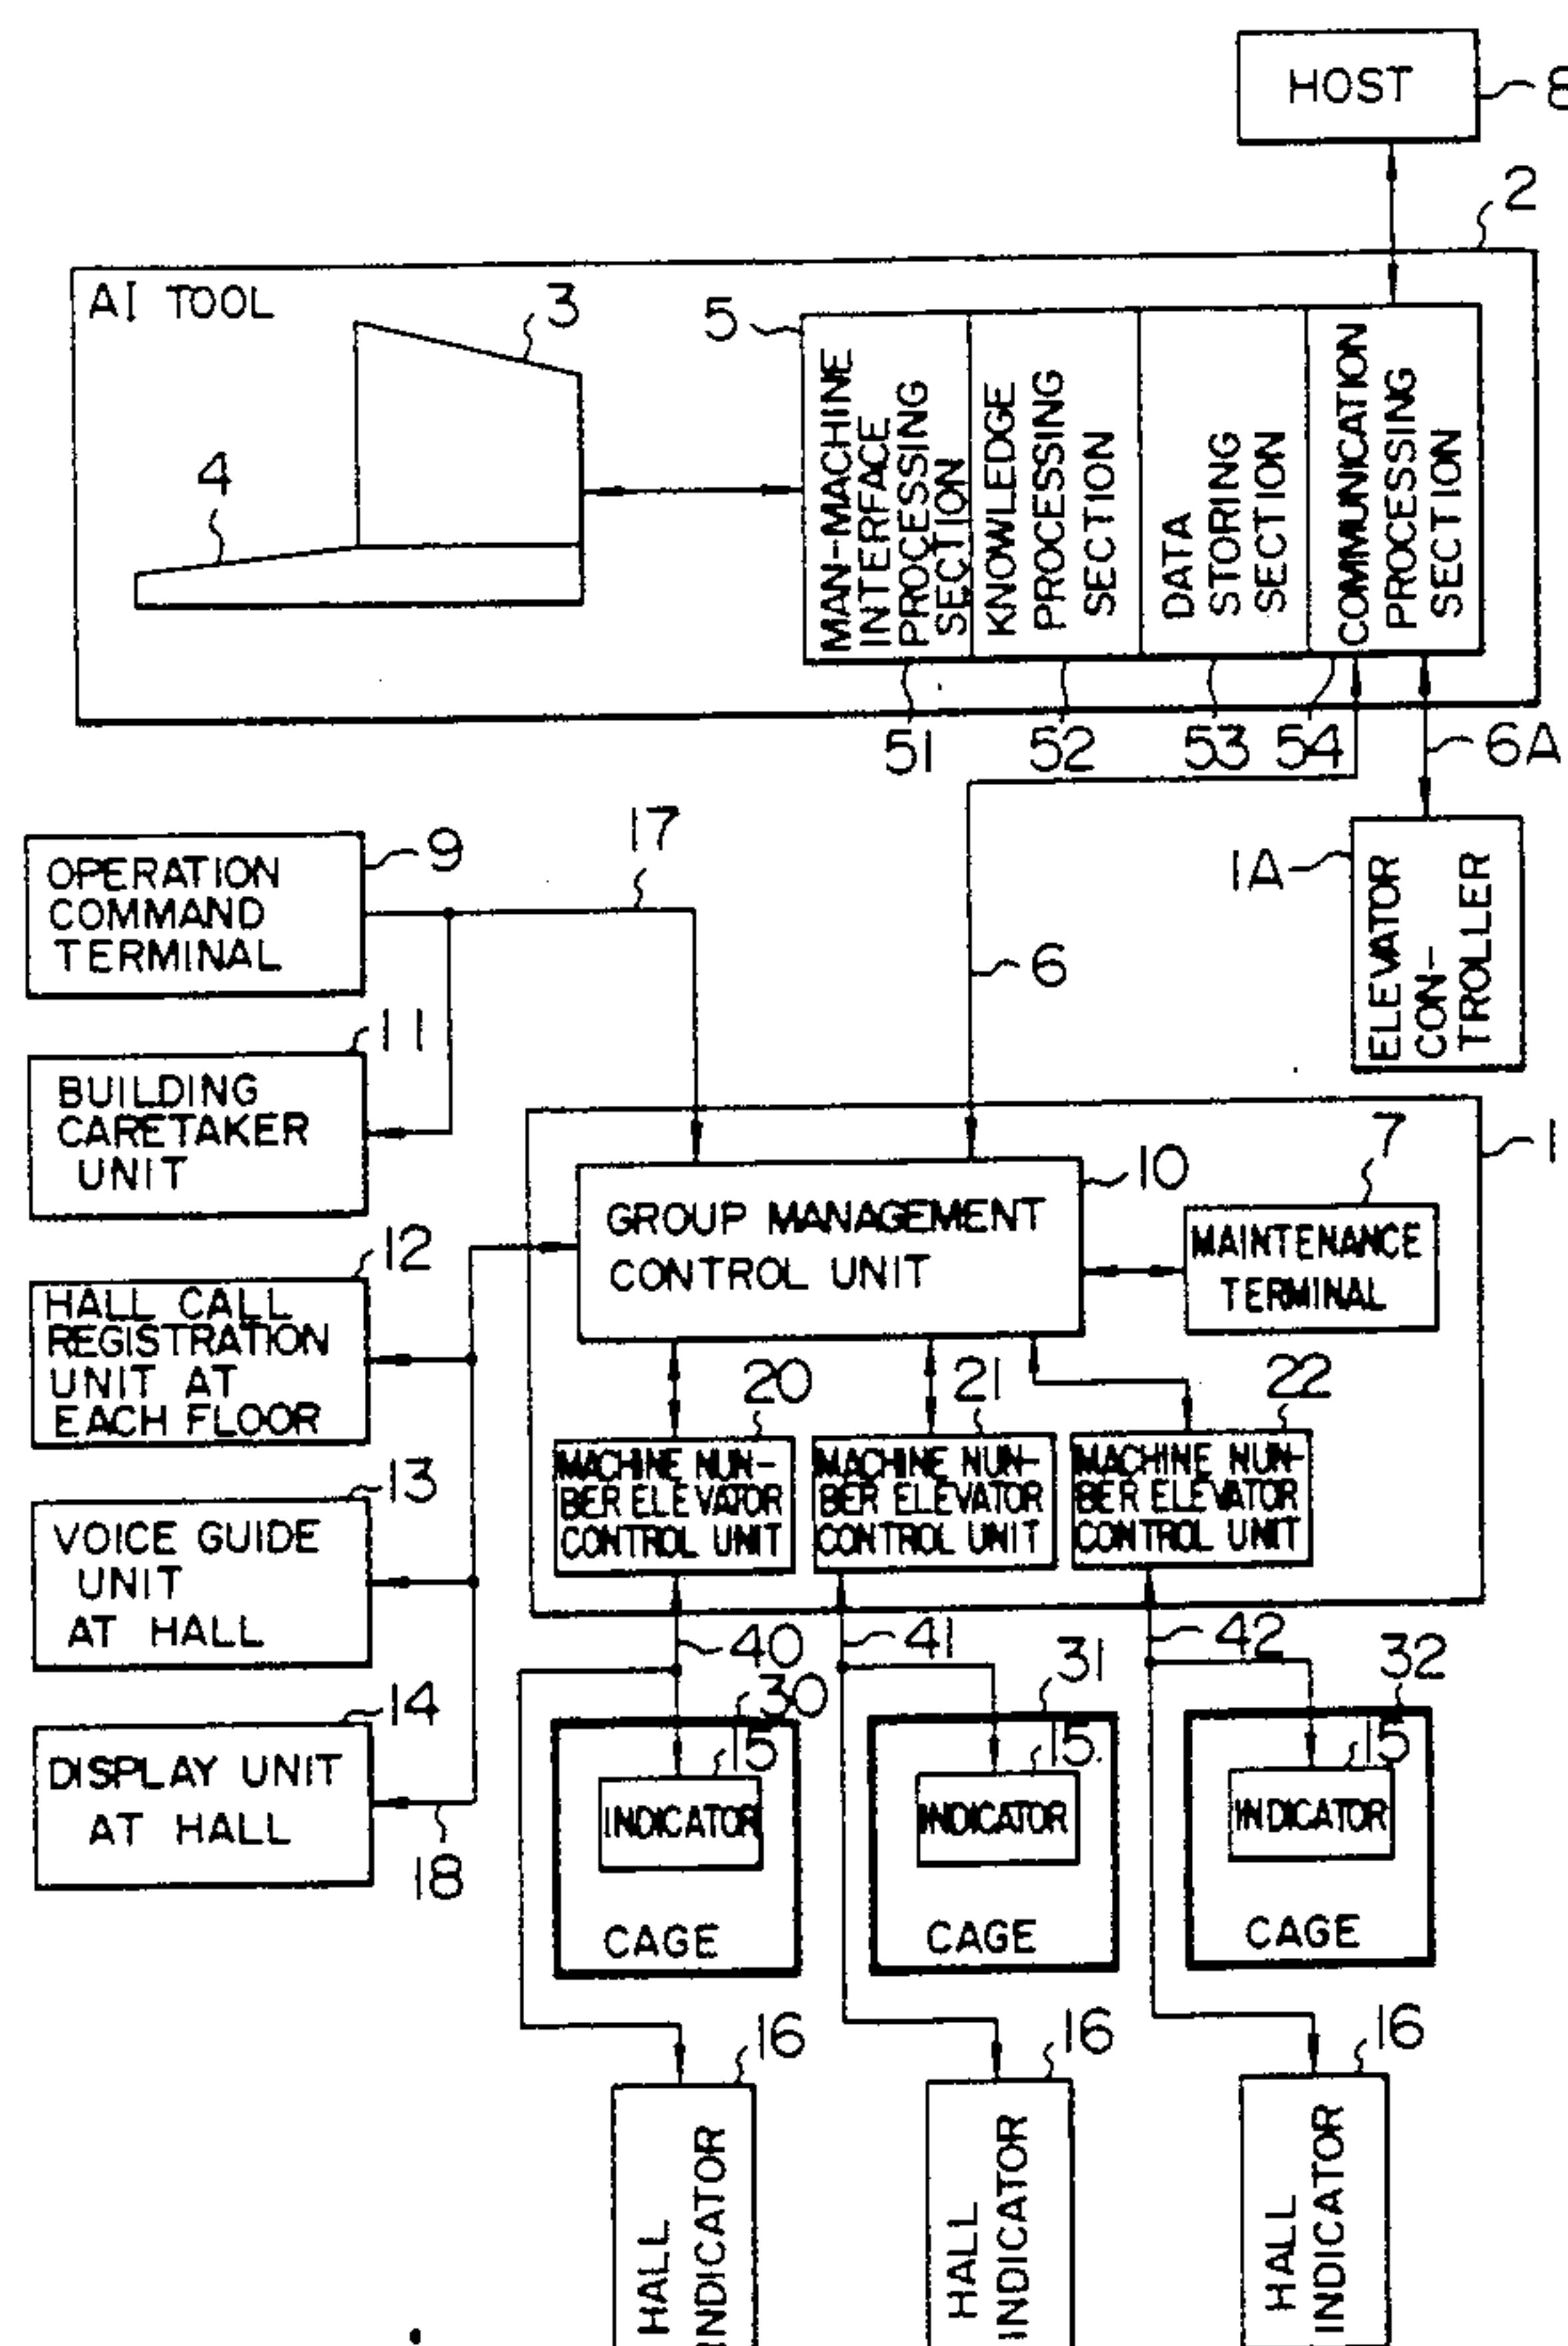 HOST
8
2
AI TOOL
3
4
5
MAN-MACHINE
INTERFACE
PROCESSING
SECTION
KNOWLEDGE
PROCESSING
SECTION
DATA
STORING
SECTION
COMMUNICATION
PROCESSING
SECTION
51
52
53
54
6A
OPERATION
COMMAND
TERMINAL
9
17
6
1A
ELEVATOR
CON-
TROLLER
BUILDING
CARETAKER
UNIT
11
1
GROUP MANAGEMENT
CONTROL UNIT
10
7
MAINTENANCE
TERMINAL
HALL CALL
REGISTRATION
UNIT AT
EACH FLOOR
12
20
21
22
MACHINE NUN-
BER ELEVATOR
CONTROL UNIT
MACHINE NUN-
BER ELEVATOR
CONTROL UNIT
MACHINE NUN-
BER ELEVATOR
CONTROL UNIT
VOICE GUIDE
UNIT
AT HALL
13
40
41
42
30
31
32
DISPLAY UNIT
AT HALL
14
18
15
INDICATOR
CAGE
15
INDICATOR
CAGE
15
INDICATOR
CAGE
16
HALL
INDICATOR
16
HALL
INDICATOR
16
HALL
INDICATOR